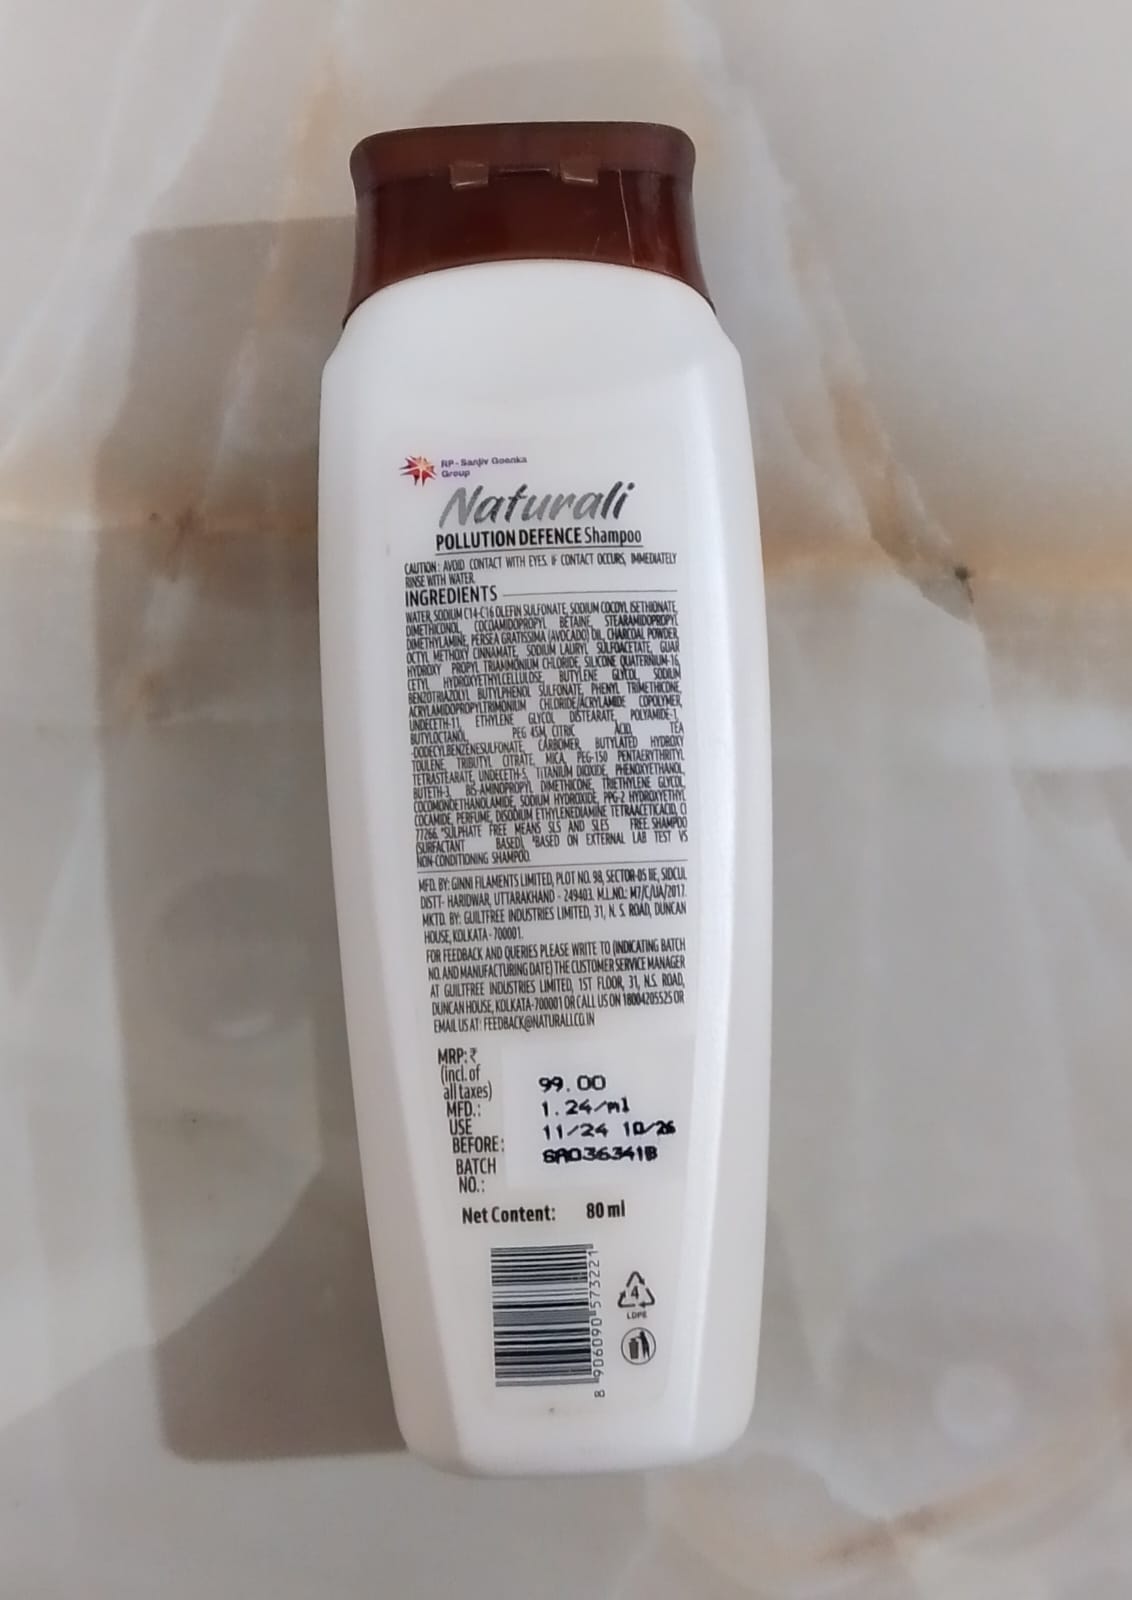 RP-Sanjiv Goenka
Group
Naturali
POLLUTION DEFENCE Shampoo
CAUTION: AVOID CONTACT WITH EYES. IF CONTACT OCCURS, IMMEDIATELY
RINSE WITH WATER.
INGREDIENTS
WATER, SODIUM C14-C16 OLEFIN SULFONATE, SODIUM COCOYL ISETHIONATE,
DIMETHICONOL, COCOAMIDOPROPYL BETAINE, STEARAMIDOPROPYL
DIMETHYLAMINE, PERSEA GRATISSIMA (AVOCADO) OIL, CHARCOAL POWDER,
OCTYL METHOXY CINNAMATE, SODIUM LAURYL SULFOACETATE, GUAR
HYDROXY PROPYL TRIAMMONIUM CHLORIDE, SILICONE QUATERNIUM-16,
CETYL HYDROXYETHYLCELLULOSE, BUTYLENE GLYCOL, SODIUM
BENZOTRIAZOLYL BUTYLPHENOL SULFONATE, PHENYL TRIMETHICONE,
ACRYLAMIDOPROPYLTRIMONIUM CHLORIDE/ACRYLAMIDE COPOLYMER,
UNDECETH-11, ETHYLENE GLYCOL DISTEARATE, POLYAMIDE-1,
BUTYLOCTANOL, PEG 45M, CITRIC ACID, TEA
-DODECYLBENZENESULFONATE, CARBOMER, BUTYLATED HYDROXY
TOULENE, TRIBUTYL CITRATE, MICA, PEG-150 PENTAERYTHRITYL
TETRASTEARATE, UNDECETH-5, TITANIUM DIOXIDE, PHENOXYETHANOL,
BUTETH-3, BIS-AMINOPROPYL DIMETHICONE, TRIETHYLENE GLYCOL,
COCOMONOETHANOLAMIDE, SODIUM HYDROXIDE, PPG-2 HYDROXYETHYL
COCAMIDE, PERFUME, DISODIUM ETHYLENEDIAMINE TETRAACETICACID, CI
77266. *SULPHATE FREE MEANS SLS AND SLES FREE. SHAMPOO
(SURFACTANT BASED). BASED ON EXTERNAL LAB TEST VS
NON-CONDITIONING SHAMPOO.
MFD. BY: GINNI FILAMENTS LIMITED, PLOT NO. 98, SECTOR-05 IIE, SIDCUL
DISTT- HARIDWAR, UTTARAKHAND - 249403. M.L.NO.: M7/C/UA/2017.
MKTD. BY: GUILTFREE INDUSTRIES LIMITED, 31, N. S. ROAD, DUNCAN
HOUSE, KOLKATA - 700001.
FOR FEEDBACK AND QUERIES PLEASE WRITE TO (INDICATING BATCH
NO. AND MANUFACTURING DATE) THE CUSTOMER SERVICE MANAGER
AT GUILTFREE INDUSTRIES LIMITED, 1ST FLOOR, 31, N.S. ROAD,
DUNCAN HOUSE, KOLKATA-700001 OR CALL US ON 18004205525 OR
EMAIL US AT: FEEDBACK@NATURALI.CO.IN
MRP: ₹
(incl. of
all taxes)
MFD.:
USE
BEFORE:
BATCH
NO.:
99.00
1.24/ml
11/24 10/26
SA036341B
Net Content: 80 ml
8 906090 573221
4
LDPE